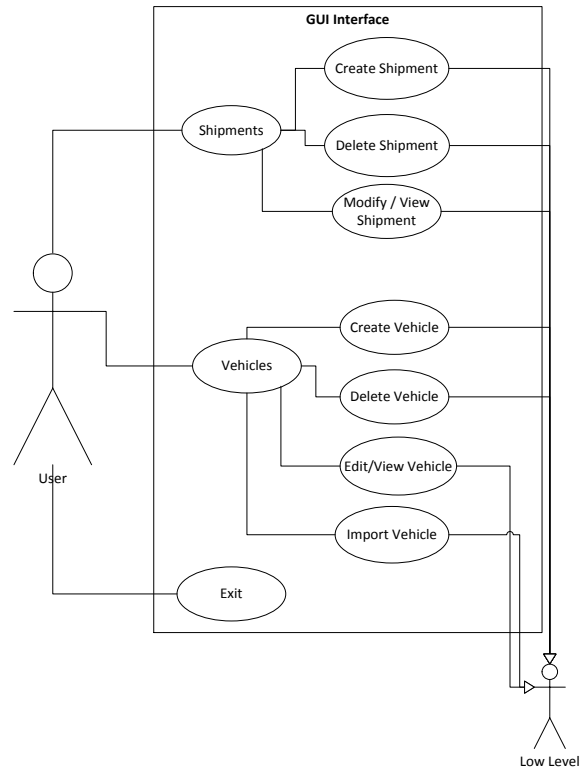 GUI Interface
Create Shipment
Shipments
Delete Shipment
Modify / View
Shipment
Create Vehicle
Vehicles
Delete Vehicle
Edit/View Vehicle
User
Import Vehicle
Exit
Low Level